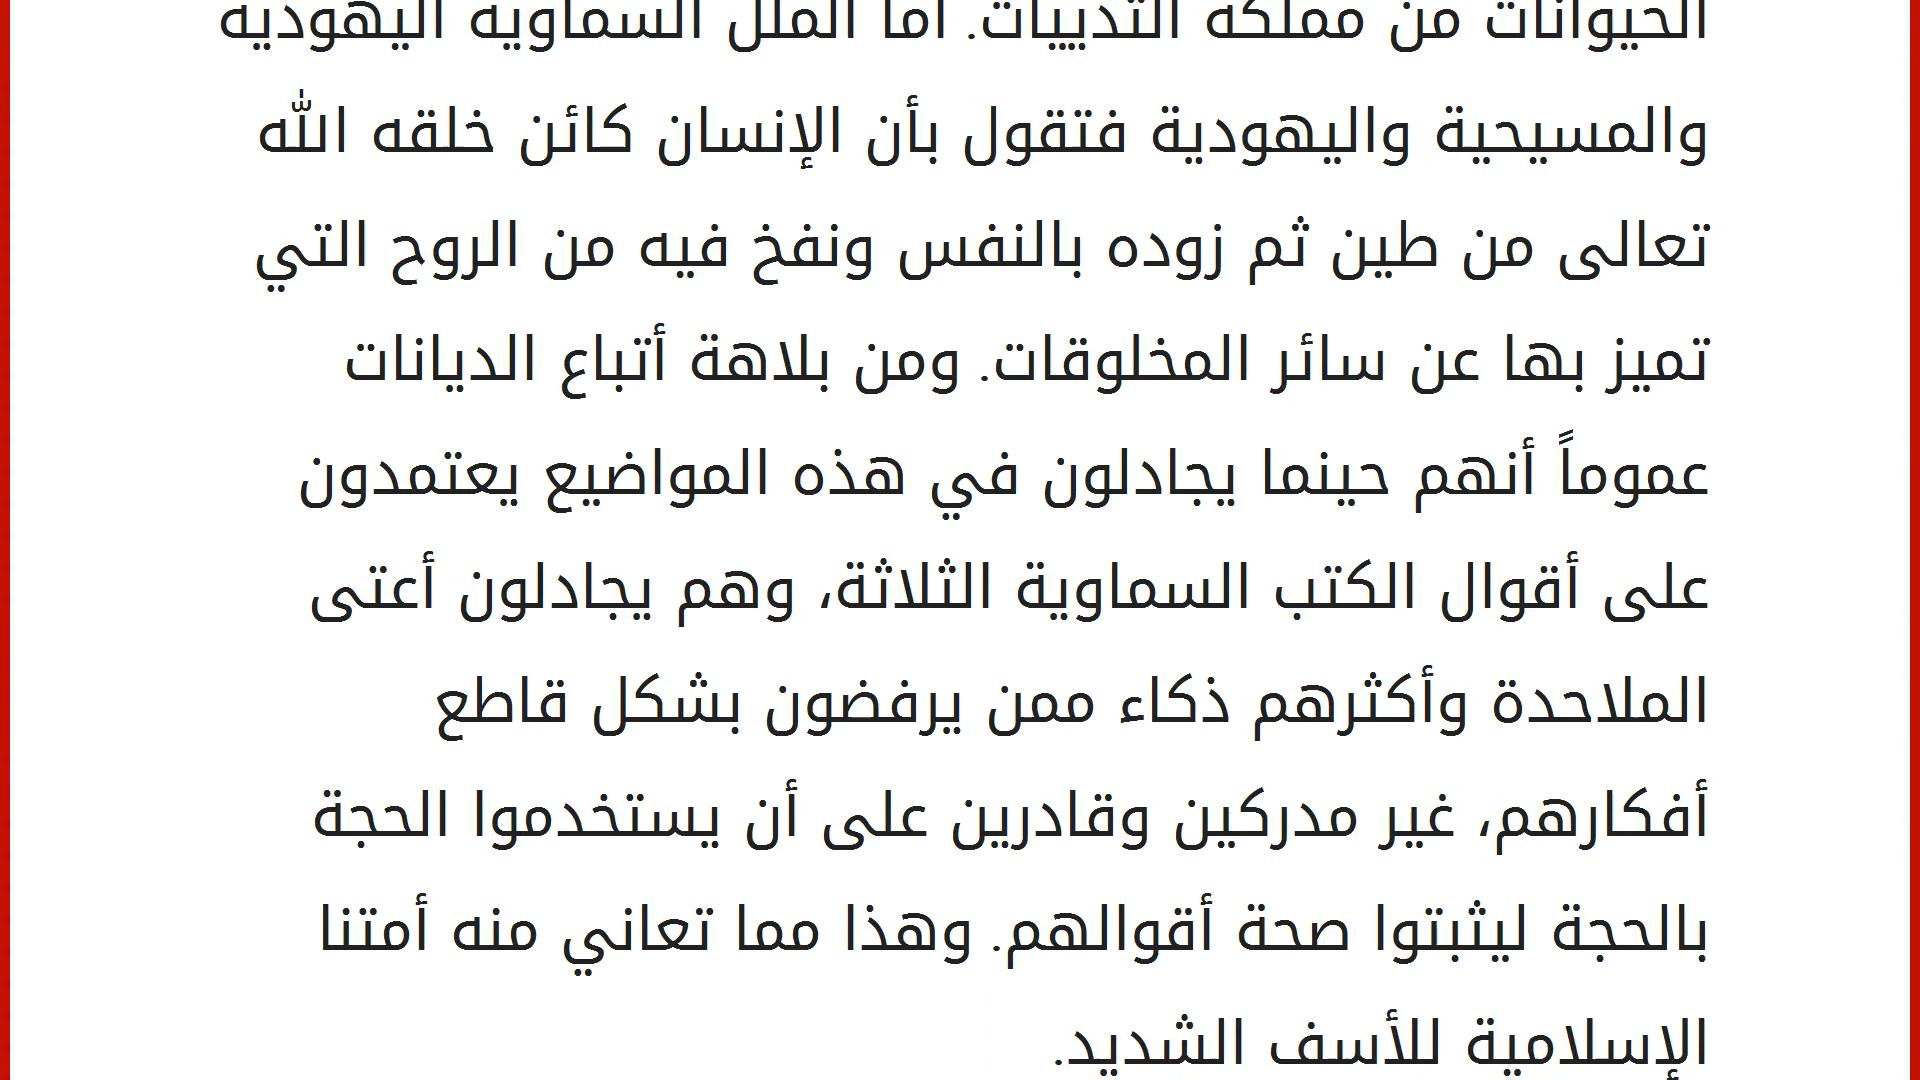 الحيوانات من مملكة الثدييات. أما الملل السماوية اليهودية
والمسيحية واليهودية فتقول بأن الإنسان كائن خلقه الله
تعالى من طين ثم زوده بالنفس ونفخ فيه من الروح التي
تميز بها عن سائر المخلوقات. ومن بلاهة أتباع الديانات
عموماً أنهم حينما يجادلون في هذه المواضيع يعتمدون
على أقوال الكتب السماوية الثلاثة، وهم يجادلون أعتى
الملاحدة وأكثرهم ذكاء ممن يرفضون بشكل قاطع
أفكارهم، غير مدركين وقادرين على أن يستخدموا الحجة
بالحجة ليثبتوا صحة أقوالهم. وهذا مما تعاني منه أمتنا
الإسلامية للأسف الشديد.